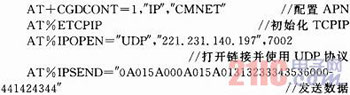 AT+CGDCONT=1,"IP","CMNET" //配置 APN
AT%ETCPIP //初始化 TCPIP
AT%IPOPEN="UDP","221.231.140.197",7002
//打开链接并使用 UDP 协议
AT%IPSEND="0A015A000A015A01313233343536000-
441424344" //发送数据